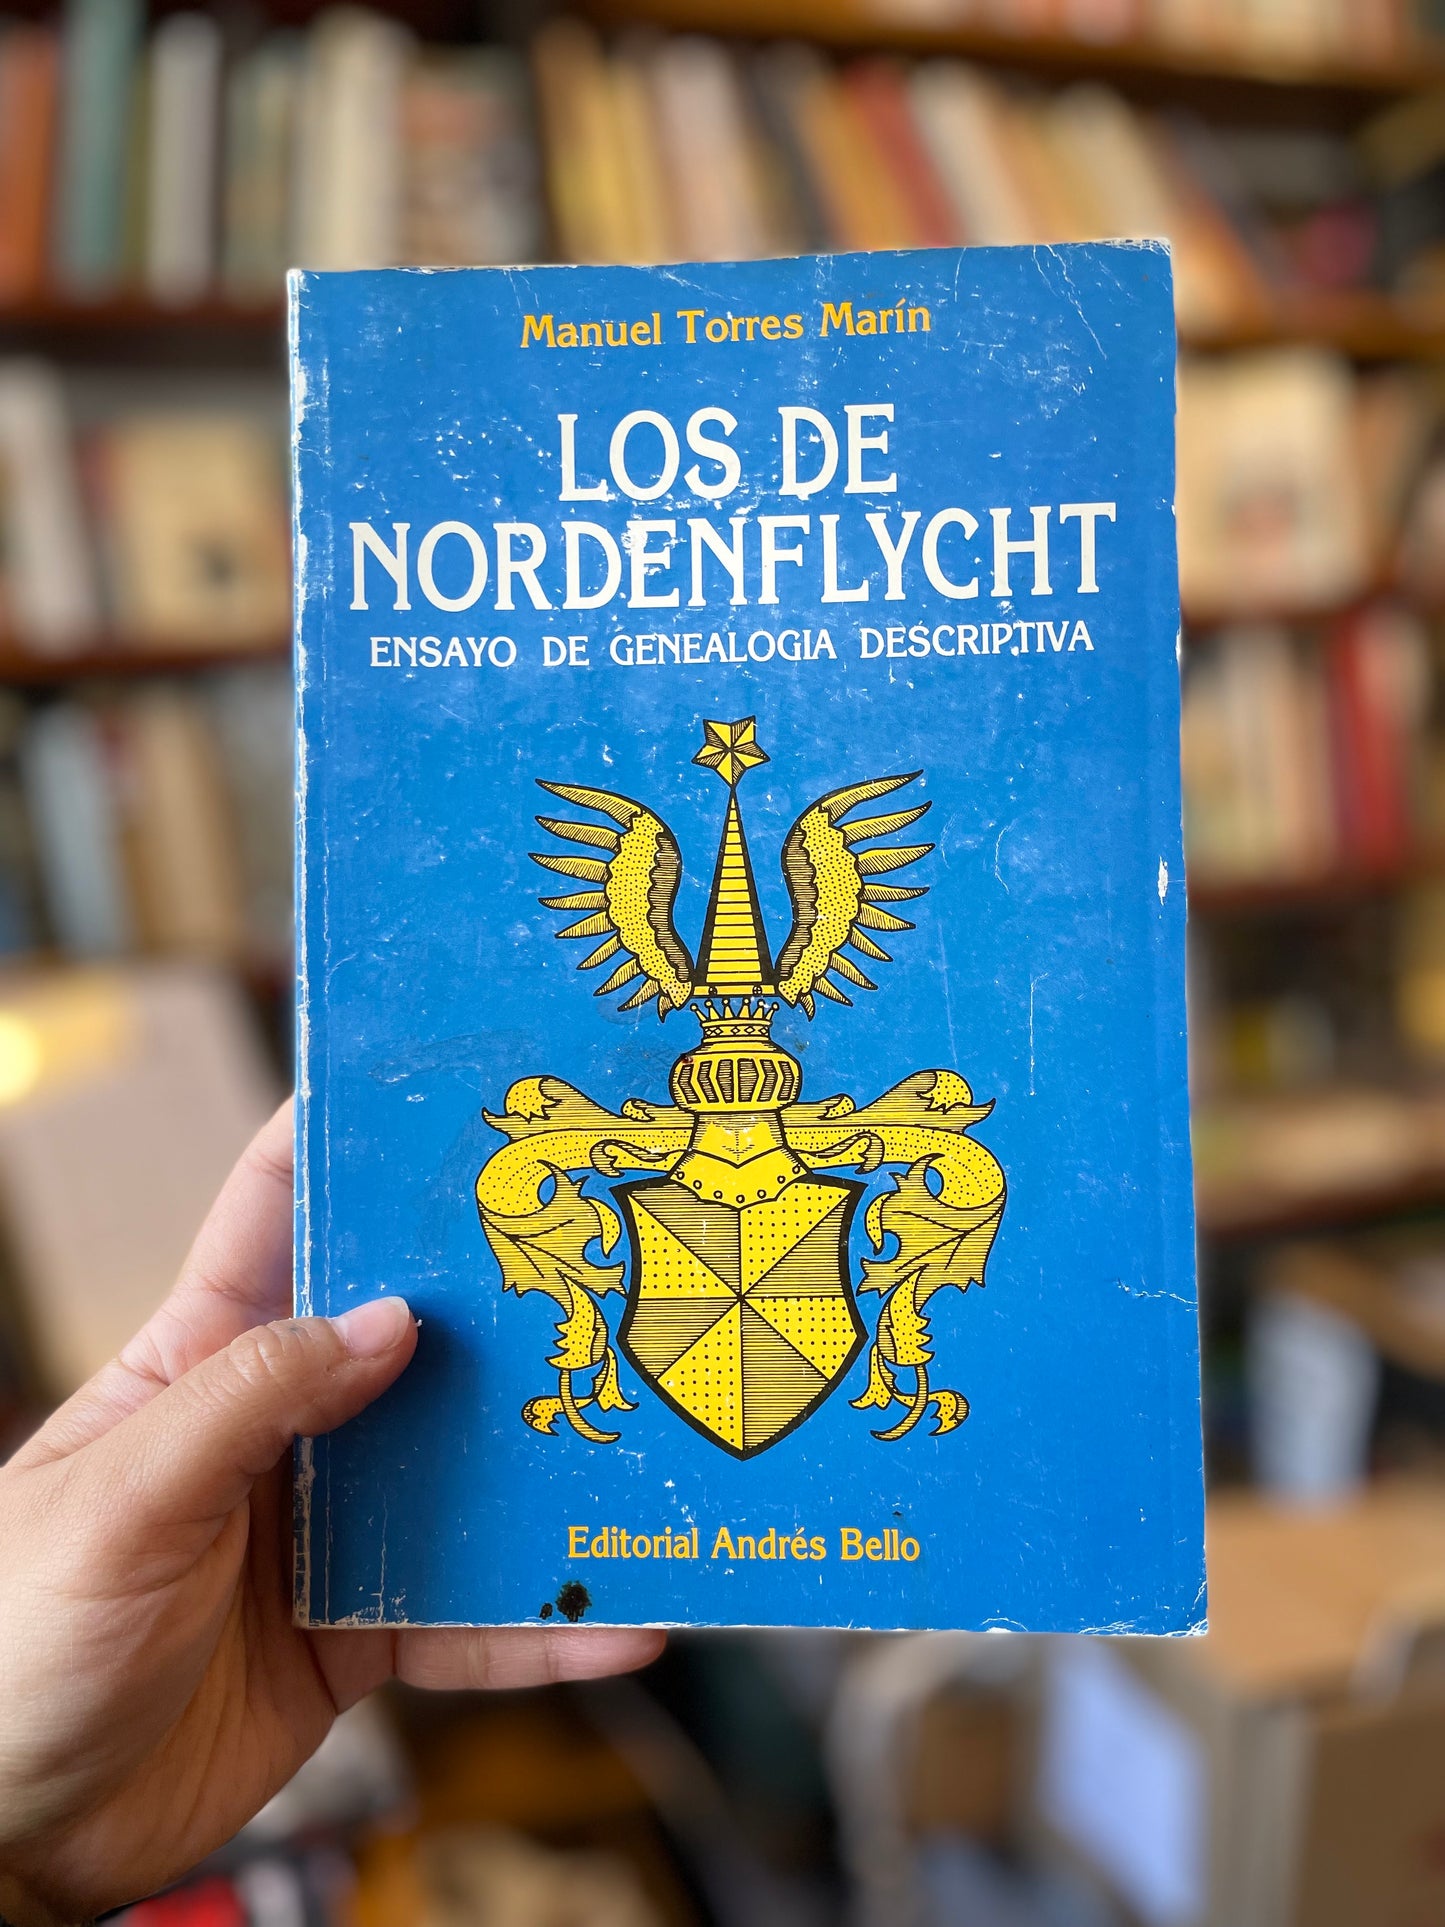 Manuel Torres Marín
LOS DE
NORDENFLYCHT
ENSAYO DE GENEALOGIA DESCRIPTIVA
Editorial Andrés Bello